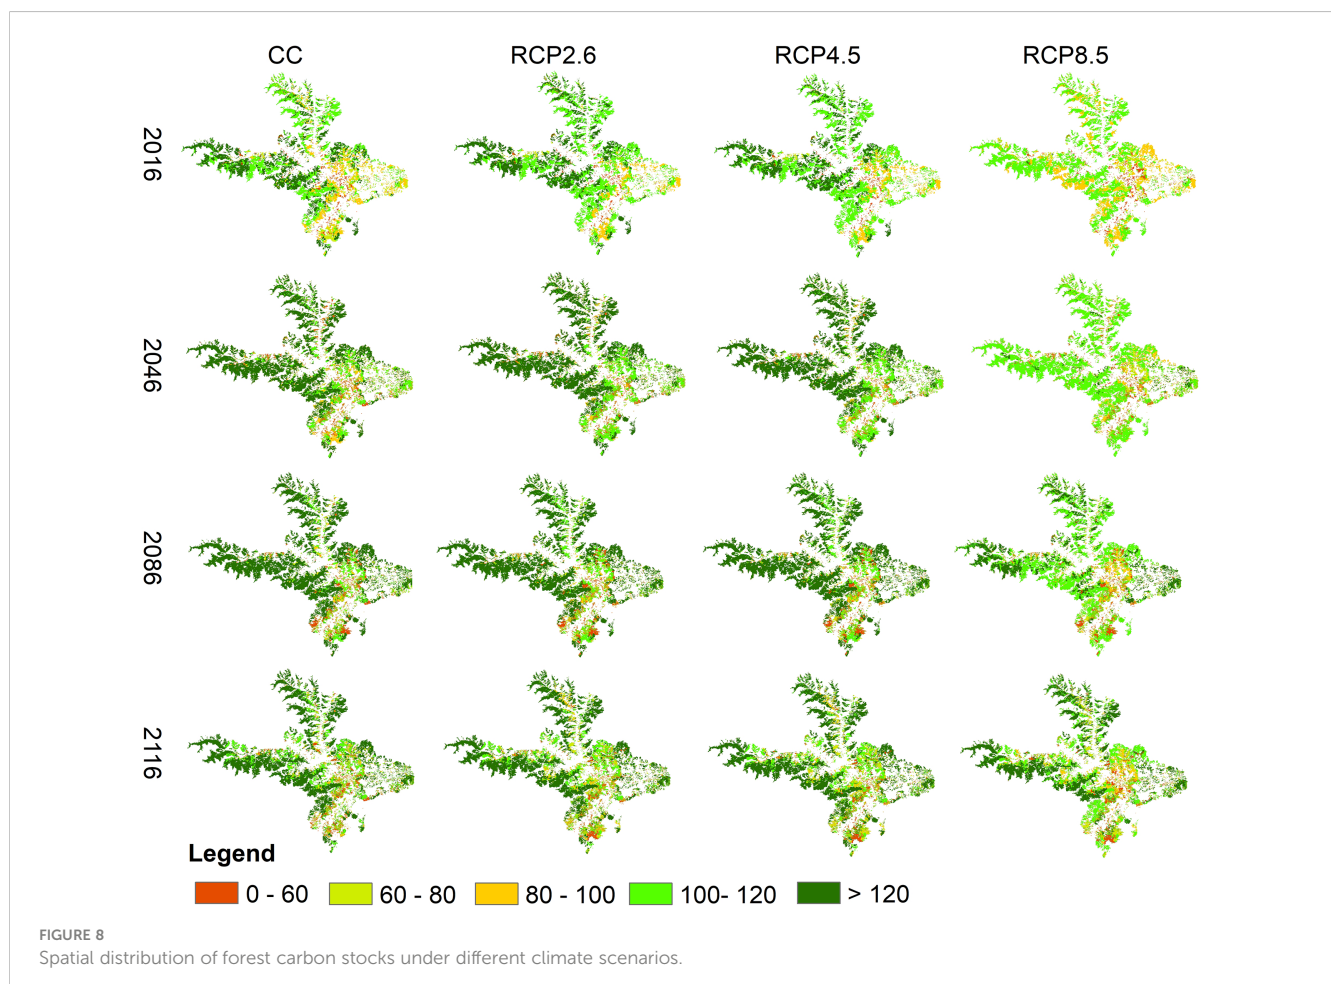 CC RCP2.6 RCP4.5 RCP8.5
2016
2046
2086
2116
Legend
0 - 60 60 - 80 80 - 100 100- 120 > 120
FIGURE 8
Spatial distribution of forest carbon stocks under different climate scenarios.